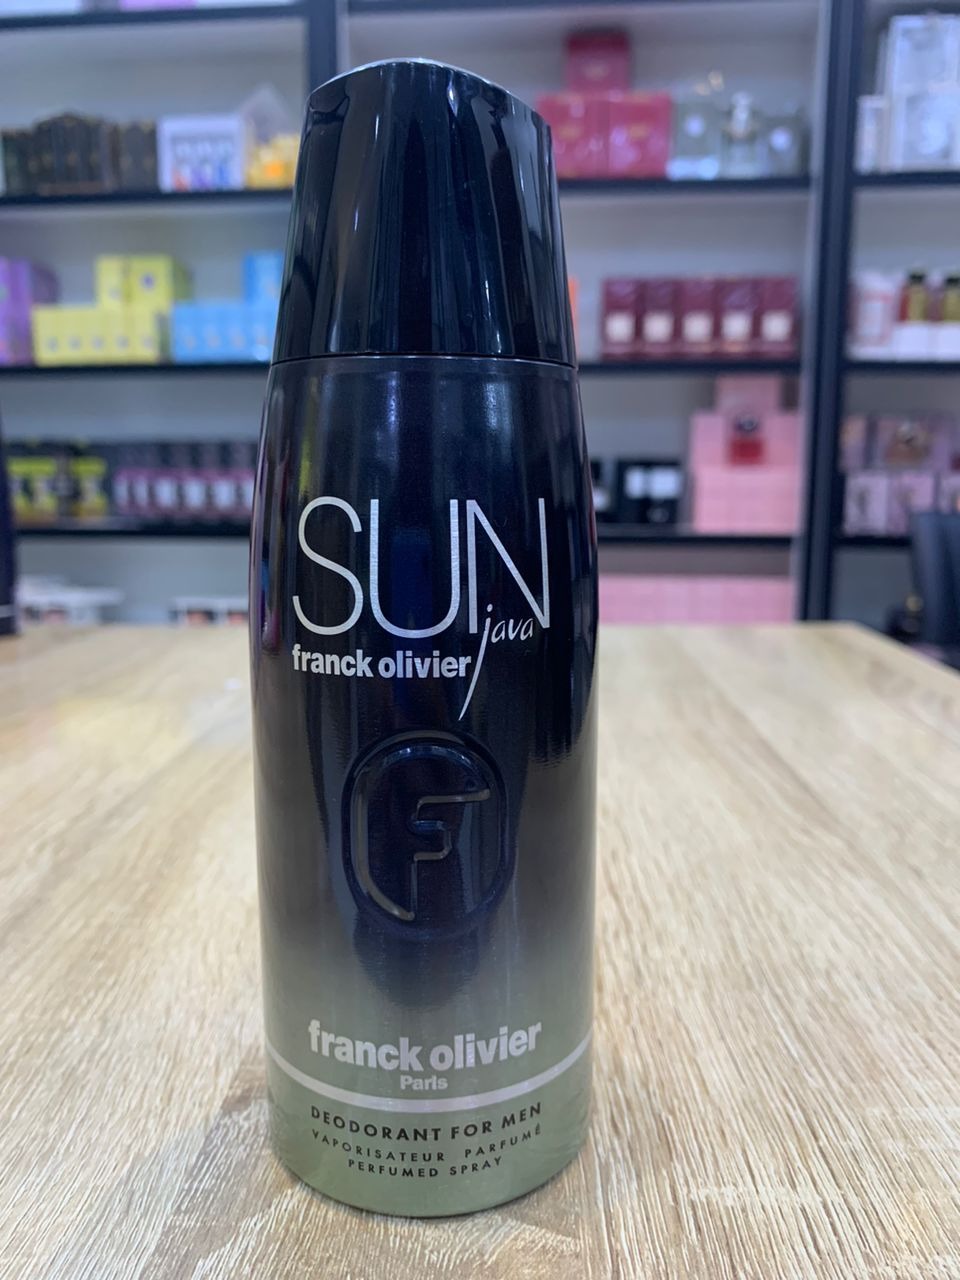 SUN
java
franck olivier
F
franck olivier
Paris
DEODORANT FOR MEN
VAPORISATEUR PARFUMÉ
PERFUMED SPRAY